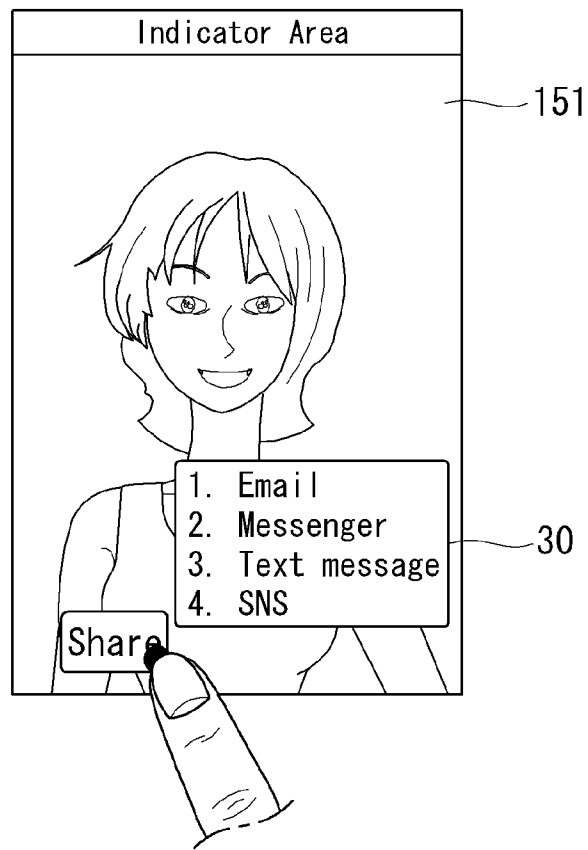 Indicator Area
151
1. Email
2. Messenger
3. Text message
4. SNS
30
Share